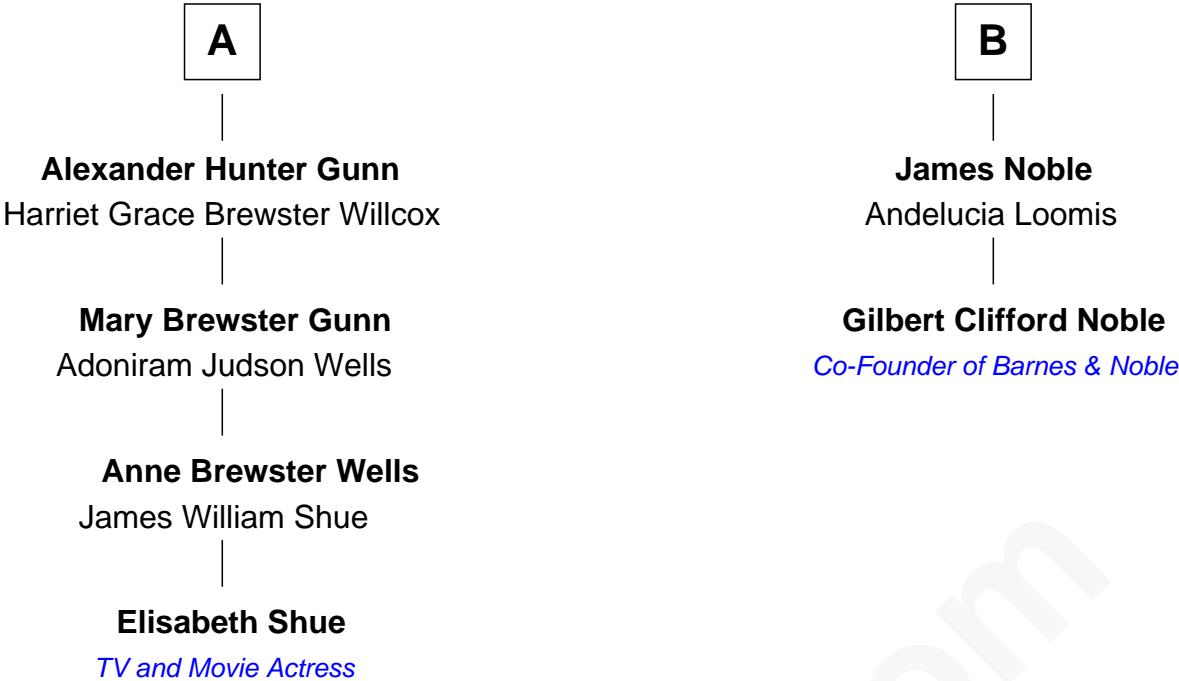 A
Alexander Hunter Gunn
Harriet Grace Brewster Willcox
Mary Brewster Gunn
Adoniram Judson Wells
Anne Brewster Wells
James William Shue
Elisabeth Shue
TV and Movie Actress
B
James Noble
Andelucia Loomis
Gilbert Clifford Noble
Co-Founder of Barnes & Noble
om